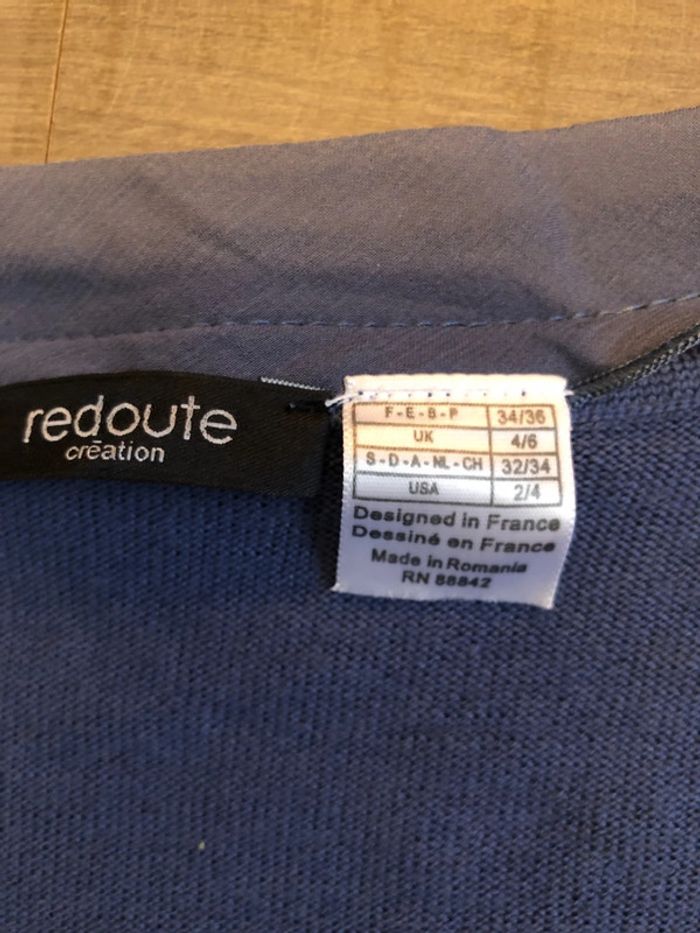 redoute
création
F - E - B - P 34/36
UK 4/6
S - D - A - NL - CH 32/34
USA 2/4
Designed in France
Dessiné en France
Made in Romania
RN 88842